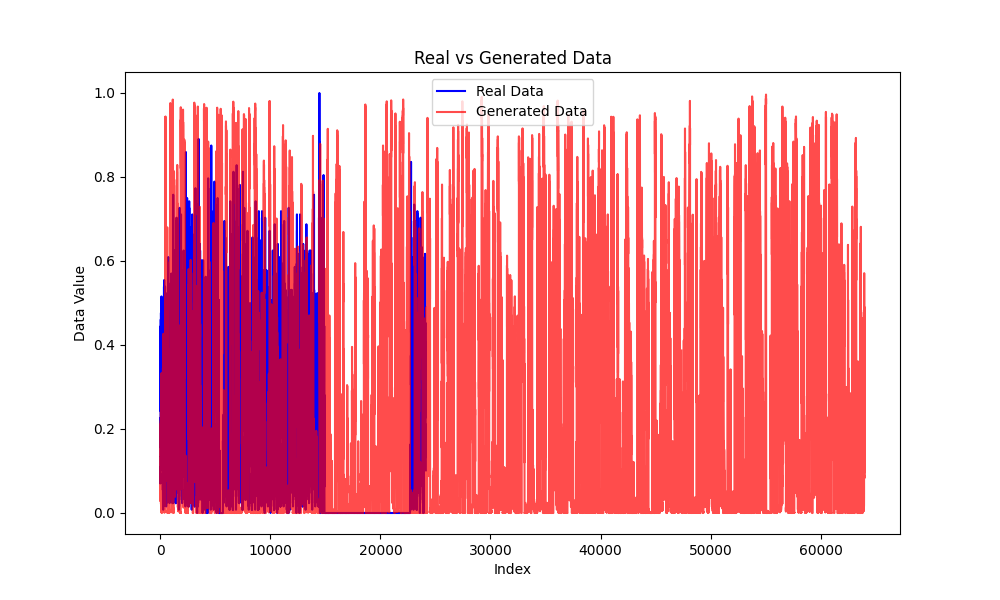 Real vs Generated Data
Real Data
Generated Data
Data Value
1.0
0.8
0.6
0.4
0.2
0.0
0 10000 20000 30000 40000 50000 60000
Index